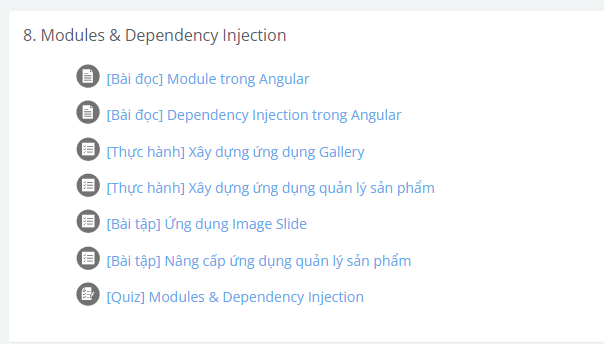 8. Modules & Dependency Injection
[Bài đọc] Module trong Angular
[Bài đọc] Dependency Injection trong Angular
[Thực hành] Xây dựng ứng dụng Gallery
[Thực hành] Xây dựng ứng dụng quản lý sản phẩm
[Bài tập] Ứng dụng Image Slide
[Bài tập] Nâng cấp ứng dụng quản lý sản phẩm
[Quiz] Modules & Dependency Injection